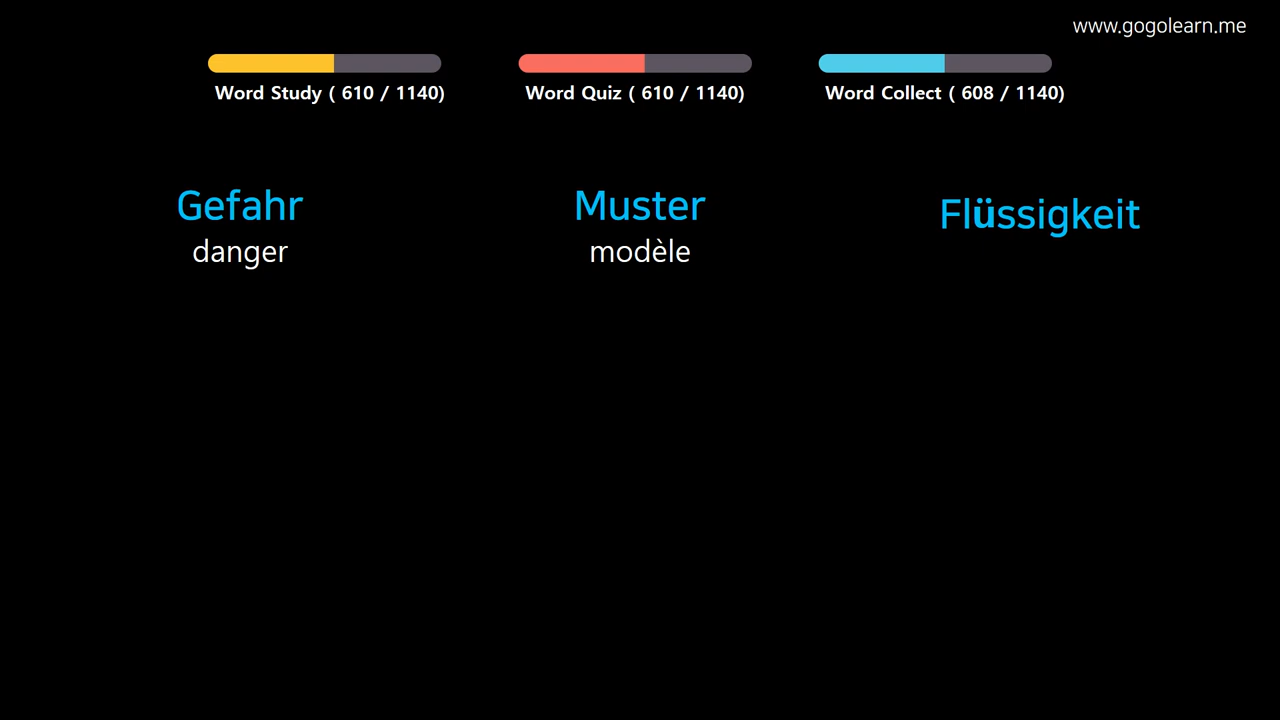 www.gogolearn.me
Word Study ( 610 / 1140)
Word Quiz ( 610 / 1140)
Word Collect ( 608 / 1140)
Gefahr
danger
Muster
modèle
Flüssigkeit